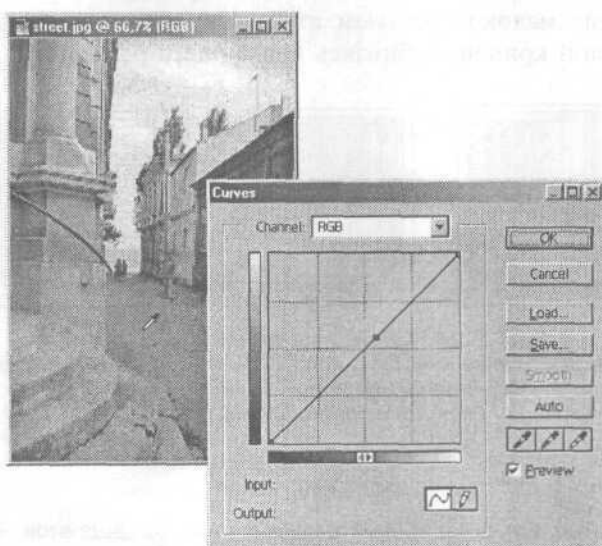 street.jpg @ 66,7% (RGB)
Curves
Channel: RGB
OK
Cancel
Load...
Save...
Smooth
Auto
Preview
Input:
Output: